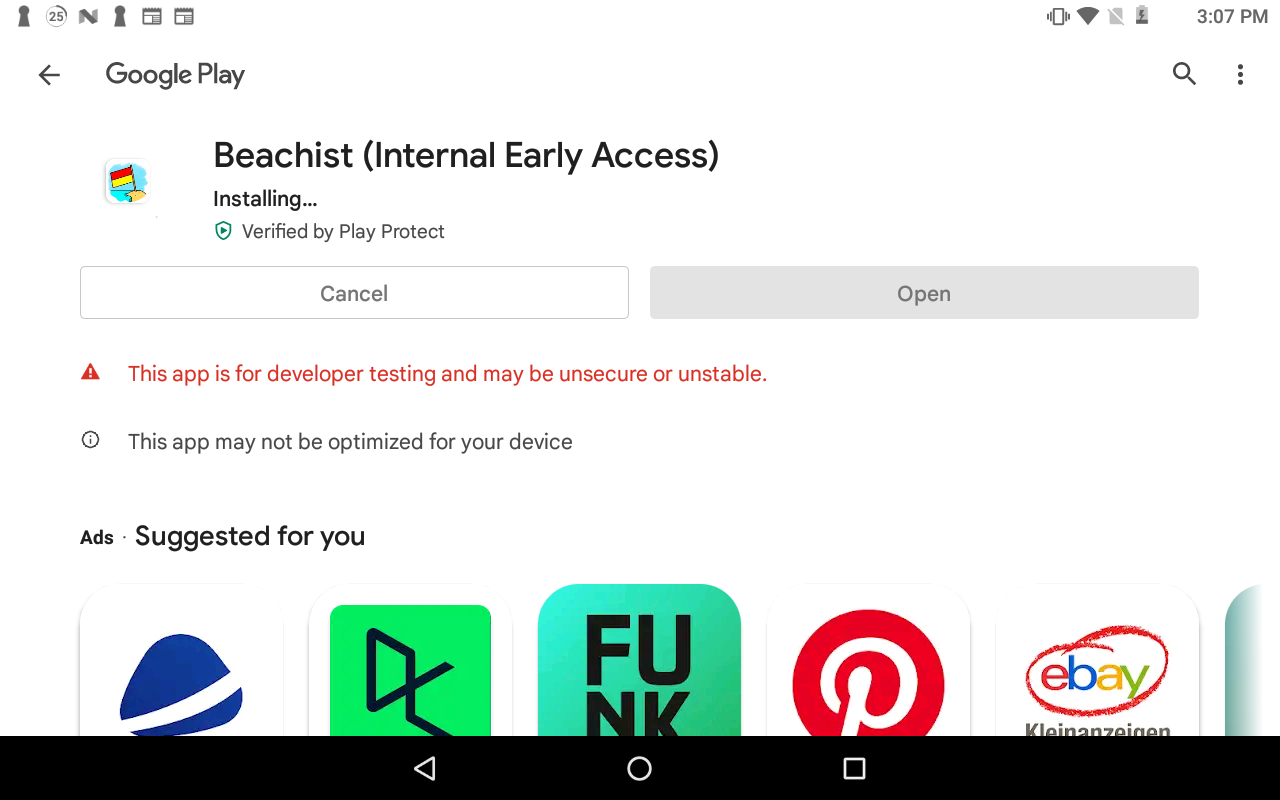 25
3:07 PM
Google Play
Beachist (Internal Early Access)
Installing...
Verified by Play Protect
Cancel
Open
This app is for developer testing and may be unsecure or unstable.
This app may not be optimized for your device
Ads · Suggested for you
FU
NK
ebay
Kleinanzeigen